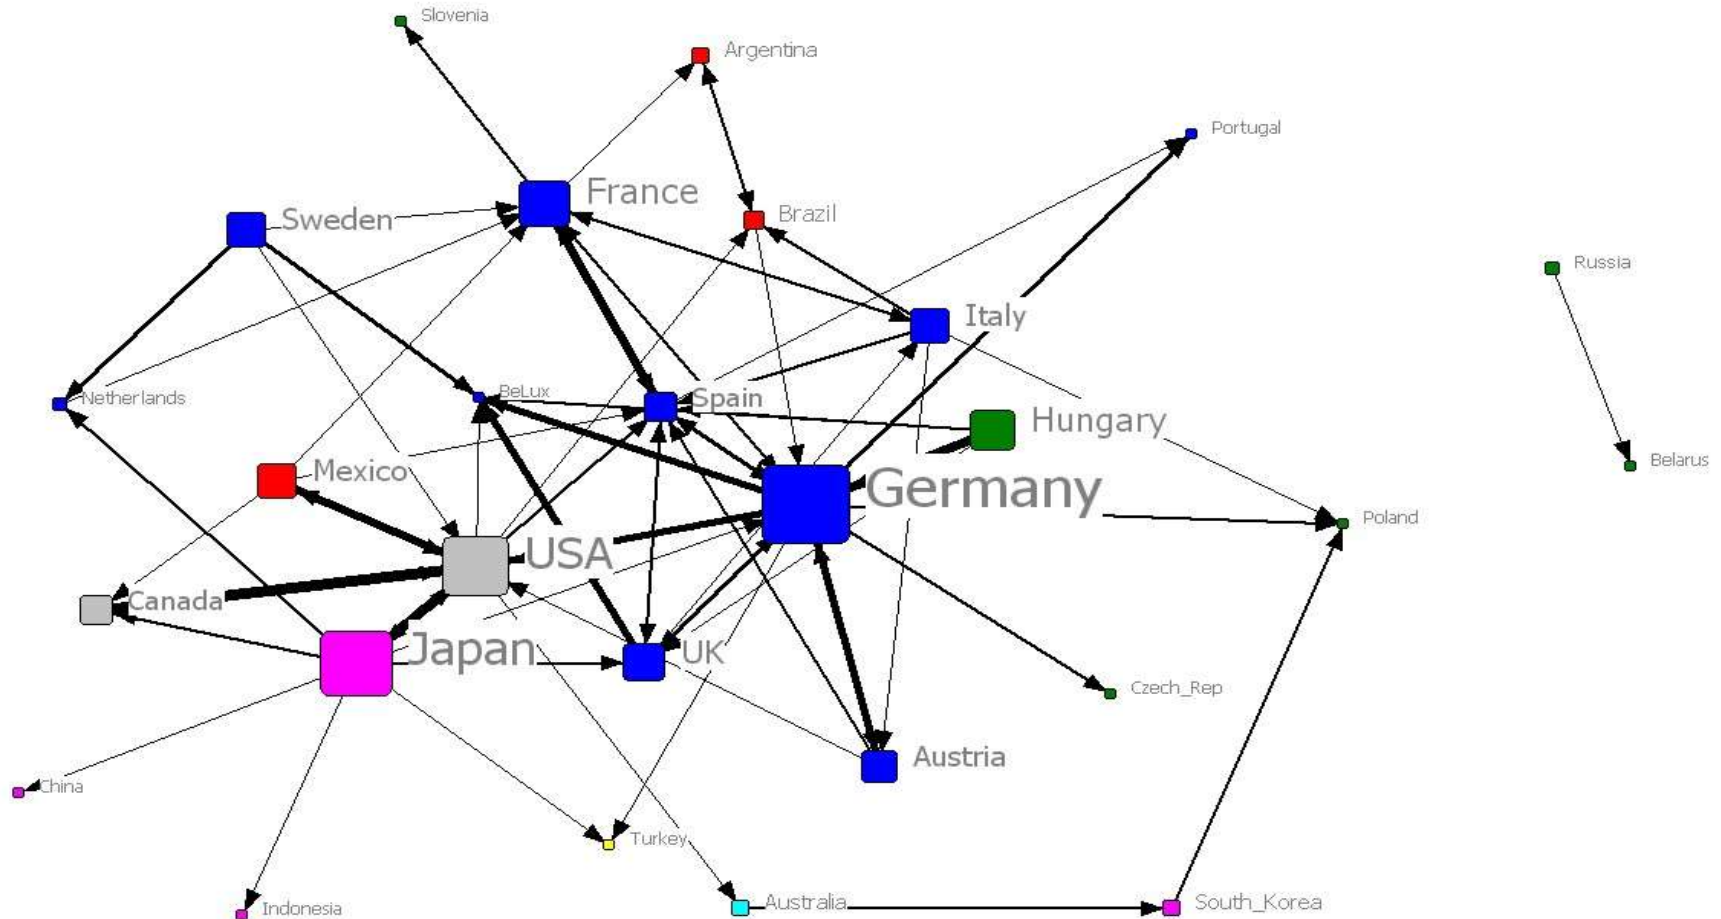 Slovenia
Argentina
Portugal
France
Brazil
Sweden
Russia
Italy
BeLux
Netherlands
Spain
Hungary
Belarus
Mexico
Germany
Poland
USA
Canada
Japan
UK
Czech_Rep
Austria
China
Turkey
Australia
South_Korea
Indonesia